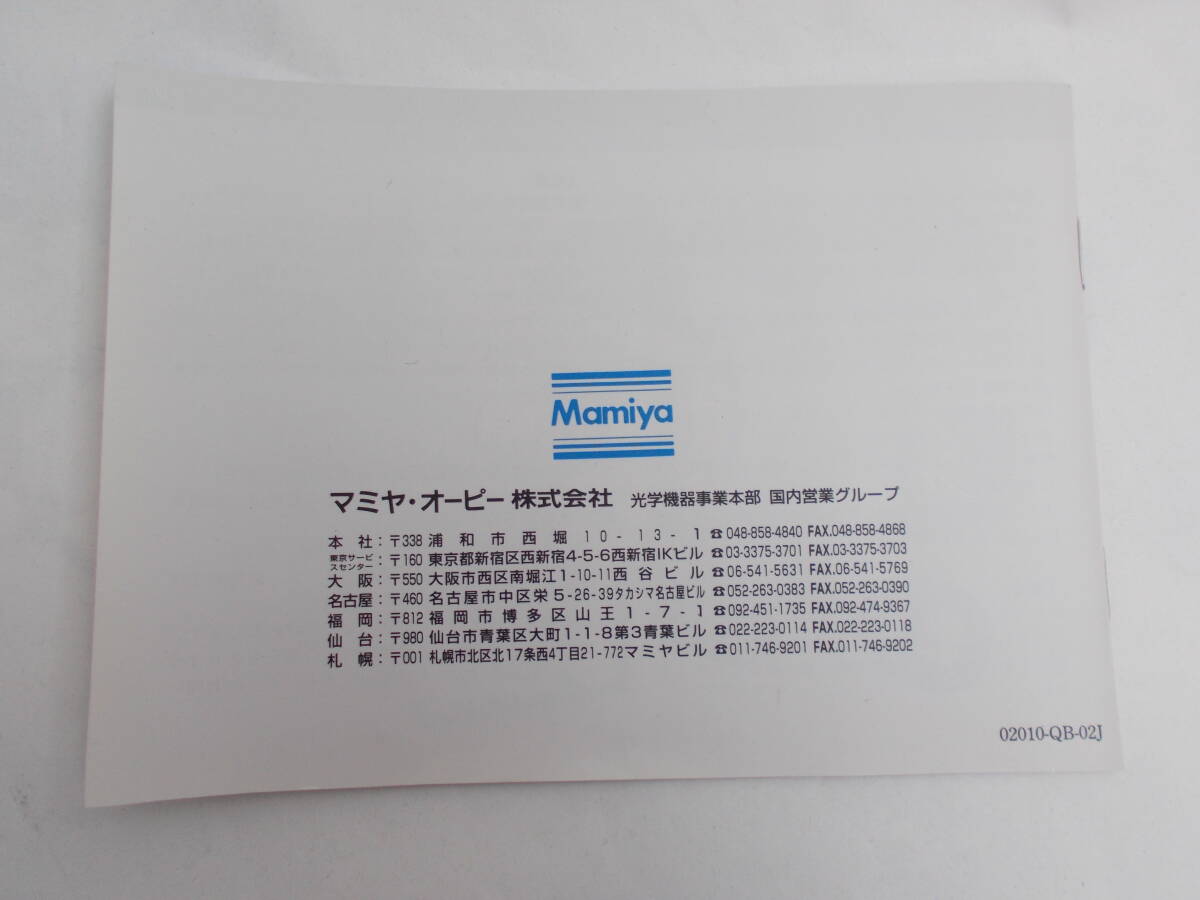 Mamiya
マミヤ・オーピー 株式会社 光学機器事業本部 国内営業グループ
本社：〒338 浦和市西堀10-13-1 ☎048-858-4840 FAX.048-858-4868
東京サービスセンター：〒160 東京都新宿区西新宿4-5-6西新宿IKビル ☎03-3375-3701 FAX.03-3375-3703
大阪：〒550 大阪市西区南堀江1-10-11西谷ビル ☎06-541-5631 FAX.06-541-5769
名古屋：〒460 名古屋市中区栄5-26-39タカシマ名古屋ビル ☎052-263-0383 FAX.052-263-0390
福岡：〒812 福岡市博多区山王1-7-1 ☎092-451-1735 FAX.092-474-9367
仙台：〒980 仙台市青葉区大町1-1-8第3青葉ビル ☎022-223-0114 FAX.022-223-0118
札幌：〒001 札幌市北区北17条西4丁目21-772マミヤビル ☎011-746-9201 FAX.011-746-9202
02010-QB-02J